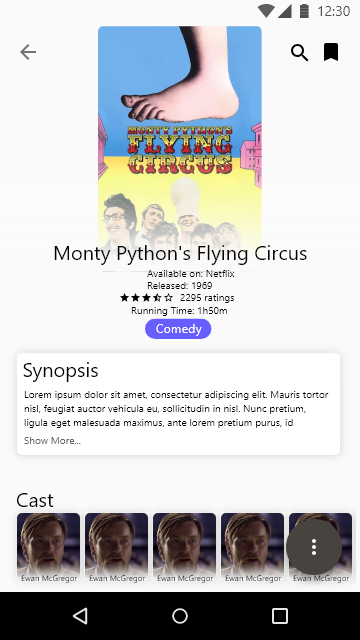 12:30
MONTY PYTHON'S
FLYING
CIRCUS
Monty Python's Flying Circus
Available on: Netflix
Released: 1969
2295 ratings
Running Time: 1h50m
Comedy
Synopsis
Lorem ipsum dolor sit amet, consectetur adipiscing elit. Mauris tortor
nisl, feugiat auctor vehicula eu, sollicitudin in nisl. Nunc pretium,
ligula eget malesuada maximus, ante lorem pretium purus, id
Show More...
Cast
Ewan McGregor Ewan McGregor Ewan McGregor Ewan McGregor Ewan McGregor